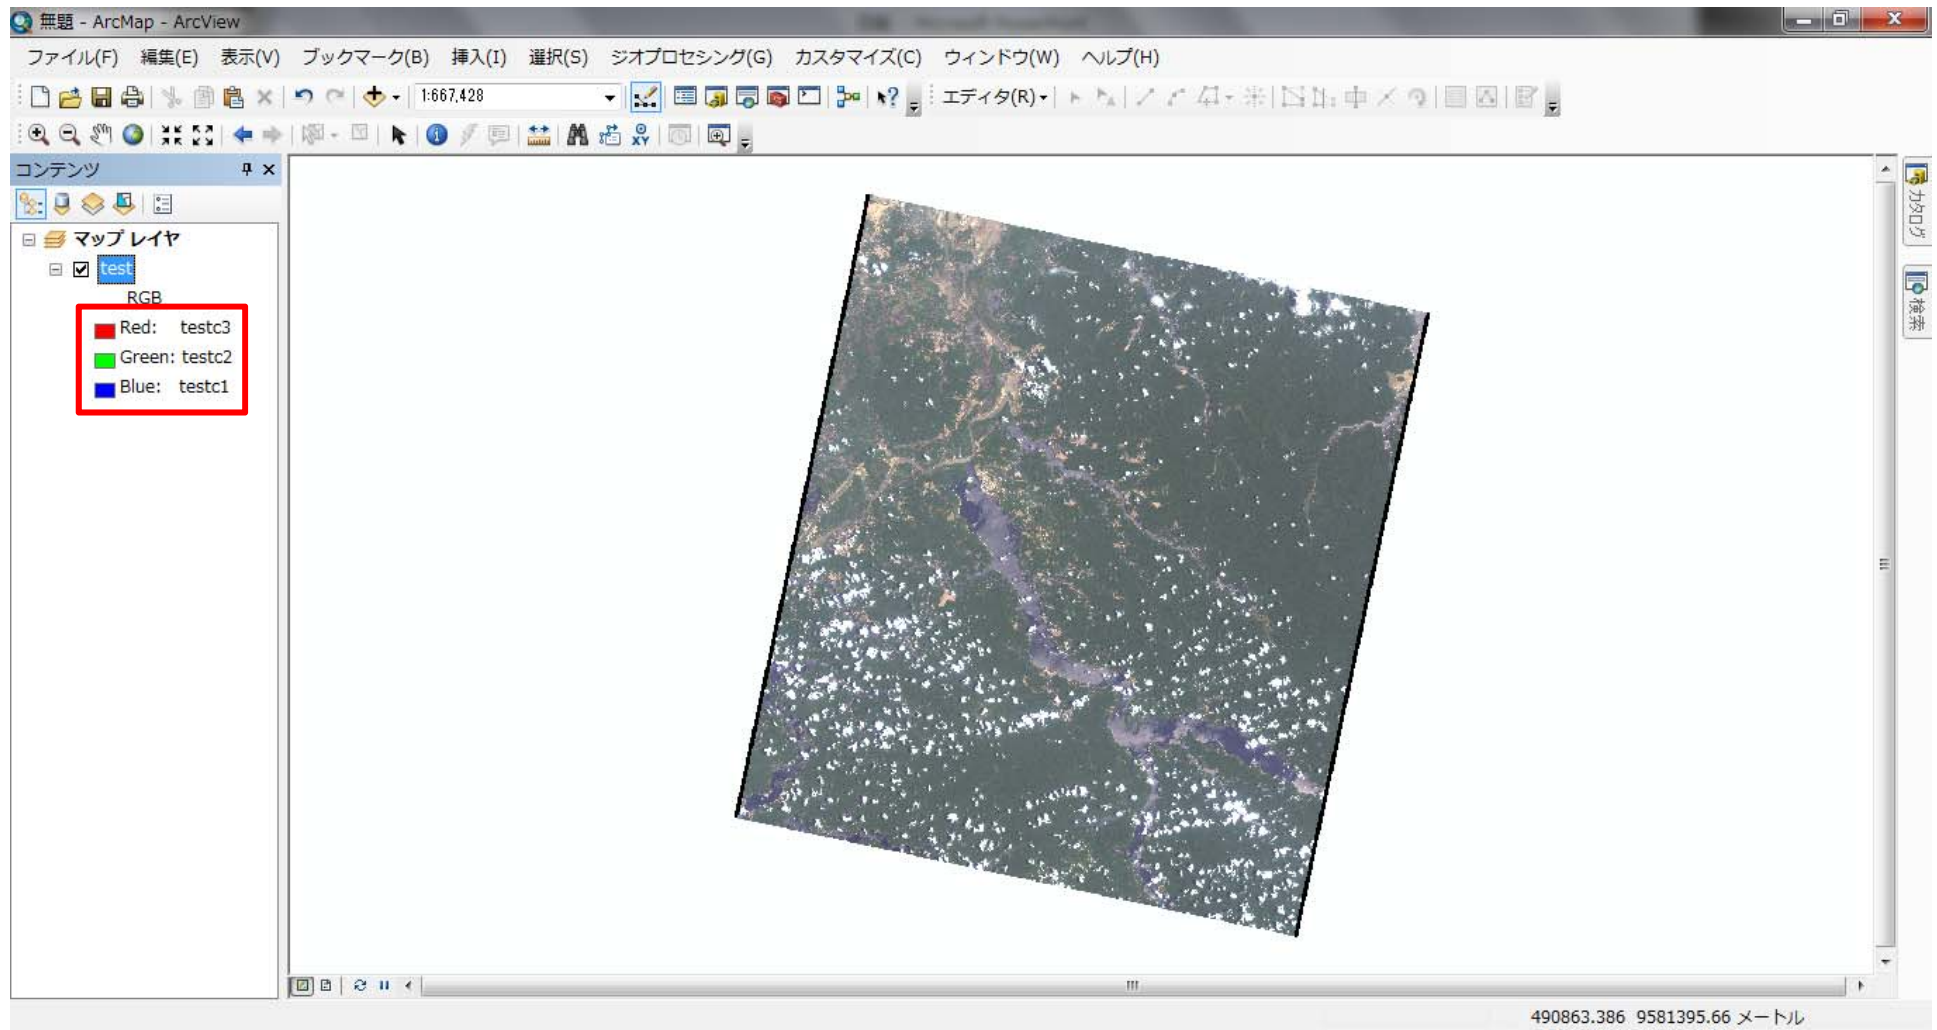 無題 - ArcMap - ArcView
ファイル(F) 編集(E) 表示(V) ブックマーク(B) 挿入(I) 選択(S) ジオプロセシング(G) カスタマイズ(C) ウィンドウ(W) ヘルプ(H)
1:667,428
エディタ(R)
コンテンツ
マップ レイヤ
test
RGB
Red: testc3
Green: testc2
Blue: testc1
カタログ
検索
490863.386 9581395.66 メートル